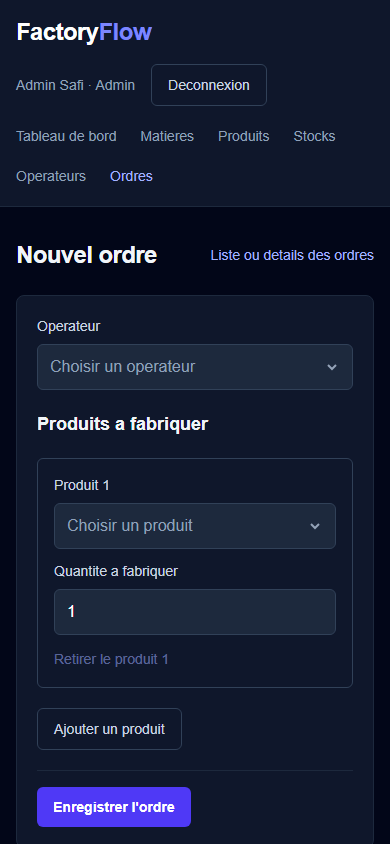 FactoryFlow
Admin Safi · Admin Deconnexion
Tableau de bord Matieres Produits Stocks
Operateurs Ordres
Nouvel ordre Liste ou details des ordres
Operateur
Choisir un operateur
Produits a fabriquer
Produit 1
Choisir un produit
Quantite a fabriquer
1
Retirer le produit 1
Ajouter un produit
Enregistrer l'ordre